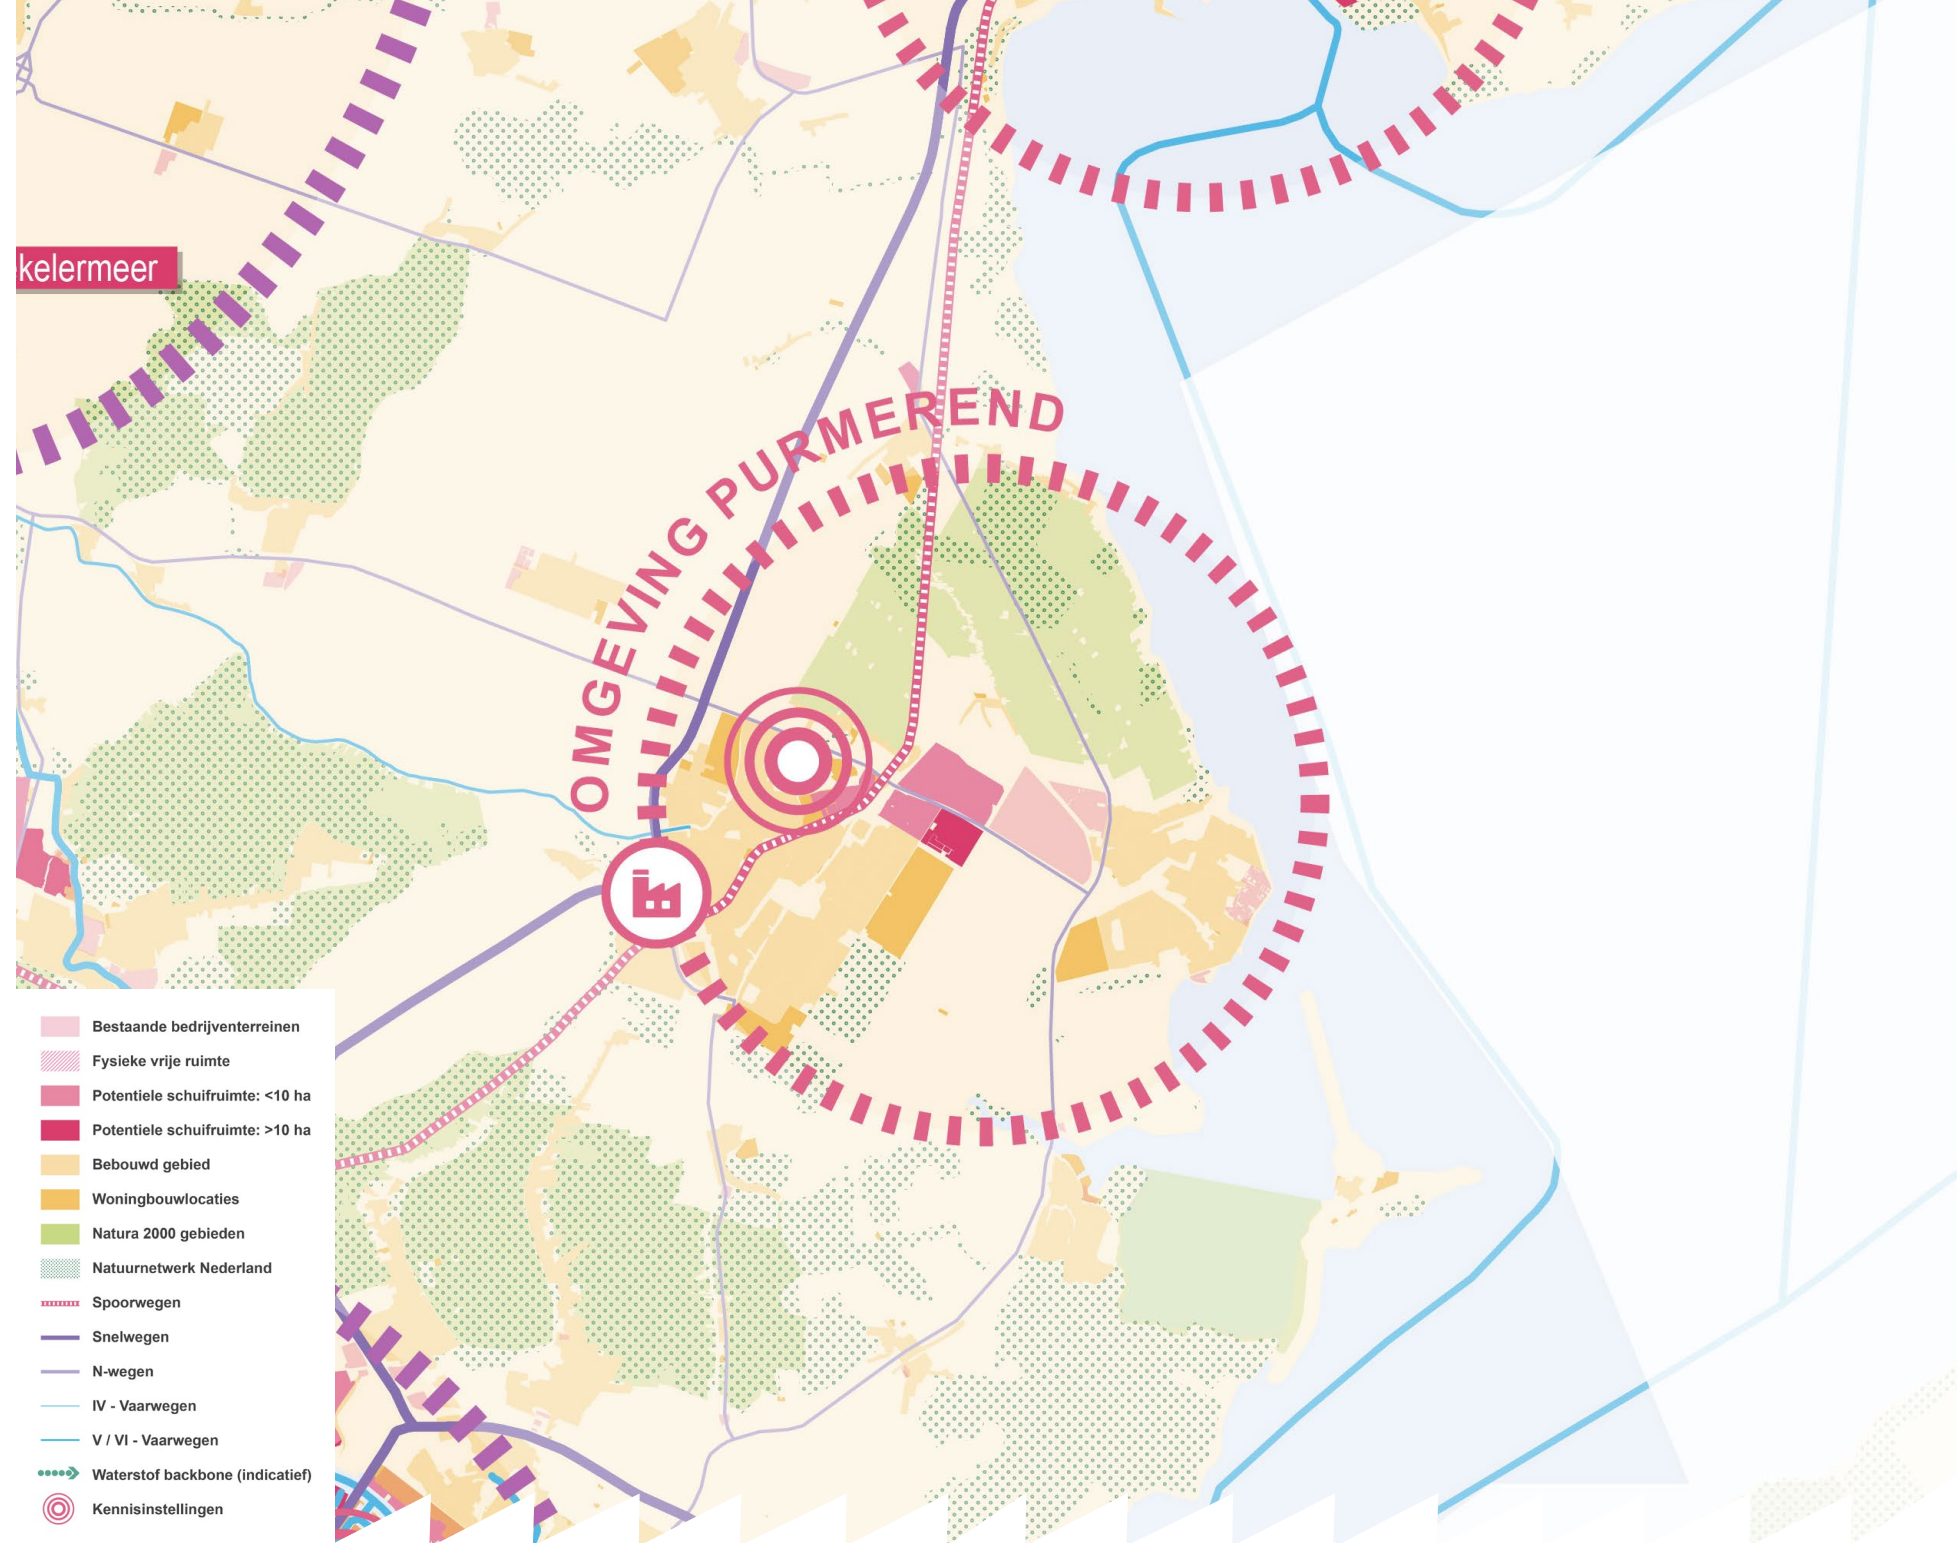 kelermeer
OMGEVING PURMEREND
Bestaande bedrijventerreinen
Fysieke vrije ruimte
Potentiele schuifruimte: <10 ha
Potentiele schuifruimte: >10 ha
Bebouwd gebied
Woningbouwlocaties
Natura 2000 gebieden
Natuurnetwerk Nederland
Spoorwegen
Snelwegen
N-wegen
IV - Vaarwegen
V / VI - Vaarwegen
Waterstof backbone (indicatief)
Kennisinstellingen